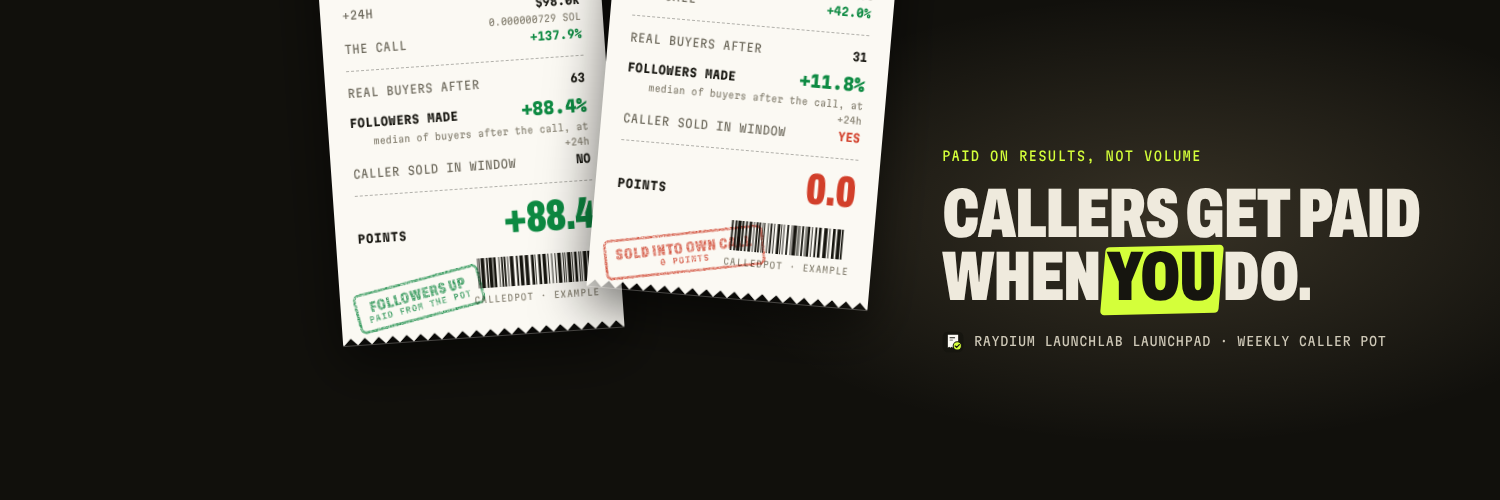 +24H
$98.0k
0.000000729 SOL
THE CALL
+137.9%
REAL BUYERS AFTER
63
FOLLOWERS MADE
+88.4%
median of buyers after the call, at
+24h
CALLER SOLD IN WINDOW
NO
POINTS
+88.4
FOLLOWERS UP
PAID FROM THE POT
CALLEDPOT · EXAMPLE
+42.0%
REAL BUYERS AFTER
31
FOLLOWERS MADE
+11.8%
median of buyers after the call, at
+24h
CALLER SOLD IN WINDOW
YES
POINTS
0.0
SOLD INTO OWN
0 POINTS
CALLEDPOT · EXAMPLE
PAID ON RESULTS, NOT VOLUME
CALLERS GET PAID
WHEN YOU DO.
RAYDIUM LAUNCHLAB LAUNCHPAD · WEEKLY CALLER POT